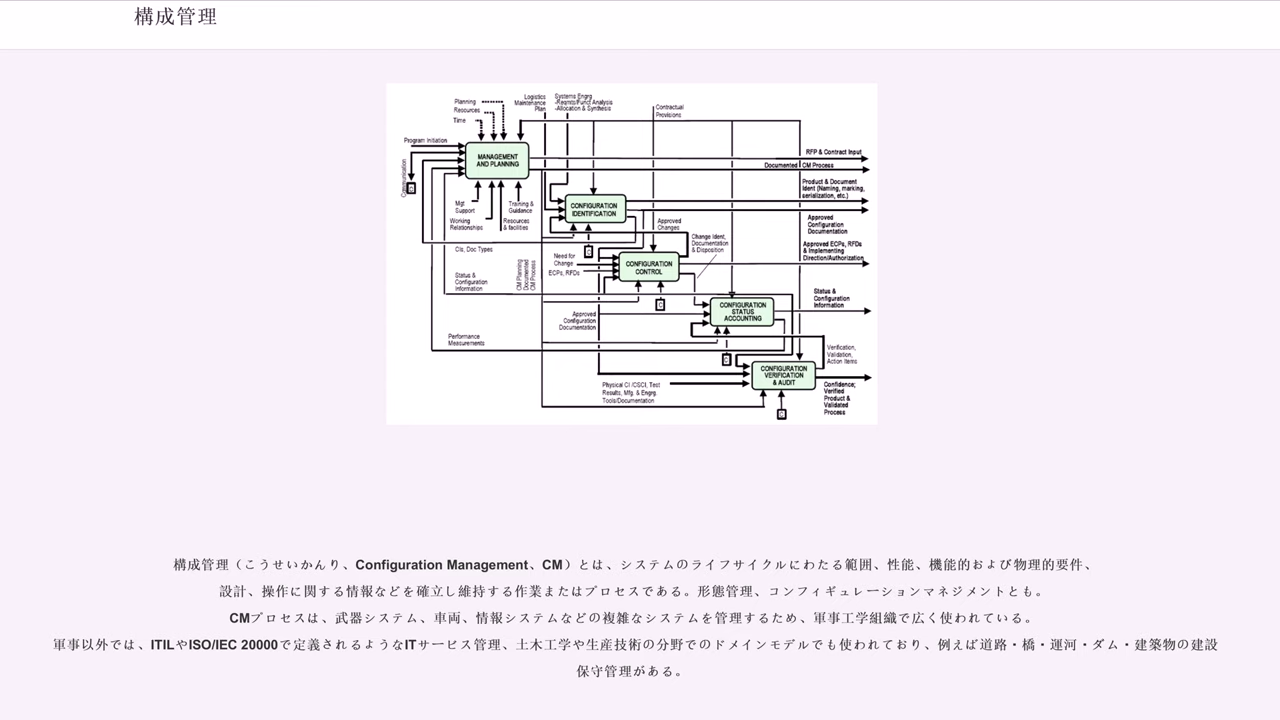 構成管理
Planning
Resources
Time
Program Initiation
Communication
Logistics
Maintenance
Plan
Systems Engrg
-Reqmts/Funct Analysis
-Allocation & Synthesis
Contractual
Provisions
MANAGEMENT
AND PLANNING
RFP & Contract Input
Documented CM Process
Product & Document
Ident (Naming, marking,
serialization, etc.)
Mgt
Support
Training &
Guidance
Working
Relationships
Resources
& facilities
CONFIGURATION
IDENTIFICATION
Approved
Configuration
Documentation
Approved
Changes
Change Ident,
Documentation
& Disposition
Approved ECPs, RFDs
& Implementing
Direction/Authorization
CIs, Doc Types
Need for
Change
ECPs, RFDs
CONFIGURATION
CONTROL
Status &
Configuration
Information
CM Planning
Documented
CM Process
Status &
Configuration
Information
CONFIGURATION
STATUS
ACCOUNTING
Approved
Configuration
Documentation
Performance
Measurements
Verification,
Validation,
Action Items
CONFIGURATION
VERIFICATION
& AUDIT
Physical CI /CSCI, Test
Results, Mfg. & Engrg
Tools/Documentation
Confidence;
Verified
Product &
Validated
Process
構成管理（こうせいかんり、Configuration Management、CM）とは、システムのライフサイクルにわたる範囲、性能、機能的および物理的要件、
設計、操作に関する情報などを確立し維持する作業またはプロセスである。形態管理、コンフィギュレーションマネジメントとも。
CMプロセスは、武器システム、車両、情報システムなどの複雑なシステムを管理するため、軍事工学組織で広く使われている。
軍事以外では、ITILやISO/IEC 20000で定義されるようなITサービス管理、土木工学や生産技術の分野でのドメインモデルでも使われており、例えば道路・橋・運河・ダム・建築物の建設
保守管理がある。